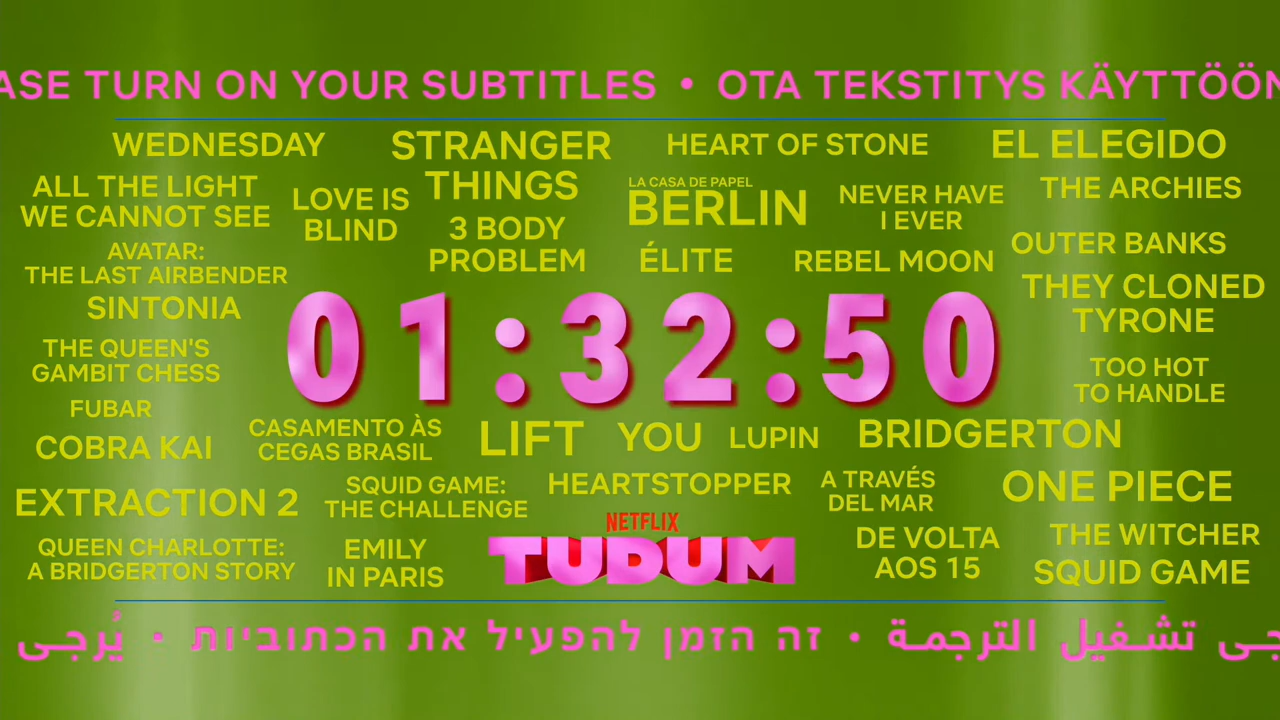 ASE TURN ON YOUR SUBTITLES • OTA TEKSTITYS KÄYTTÖÖN
WEDNESDAY
STRANGER
THINGS
HEART OF STONE
EL ELEGIDO
ALL THE LIGHT
WE CANNOT SEE
LOVE IS
BLIND
3 BODY
PROBLEM
LA CASA DE PAPEL
BERLIN
NEVER HAVE
I EVER
THE ARCHIES
AVATAR:
THE LAST AIRBENDER
ÉLITE
REBEL MOON
OUTER BANKS
SINTONIA
THEY CLONED
TYRONE
01:32:50
THE QUEEN'S
GAMBIT CHESS
TOO HOT
TO HANDLE
FUBAR
COBRA KAI
CASAMENTO ÀS
CEGAS BRASIL
LIFT
YOU
LUPIN
BRIDGERTON
EXTRACTION 2
SQUID GAME:
THE CHALLENGE
HEARTSTOPPER
A TRAVÉS
DEL MAR
ONE PIECE
QUEEN CHARLOTTE:
A BRIDGERTON STORY
EMILY
IN PARIS
NETFLIX
TUDUM
DE VOLTA
AOS 15
THE WITCHER
SQUID GAME
جـى تشـغيل الترجمـة • זה הזמן להפעיל את הכתוביות • يُرجـى